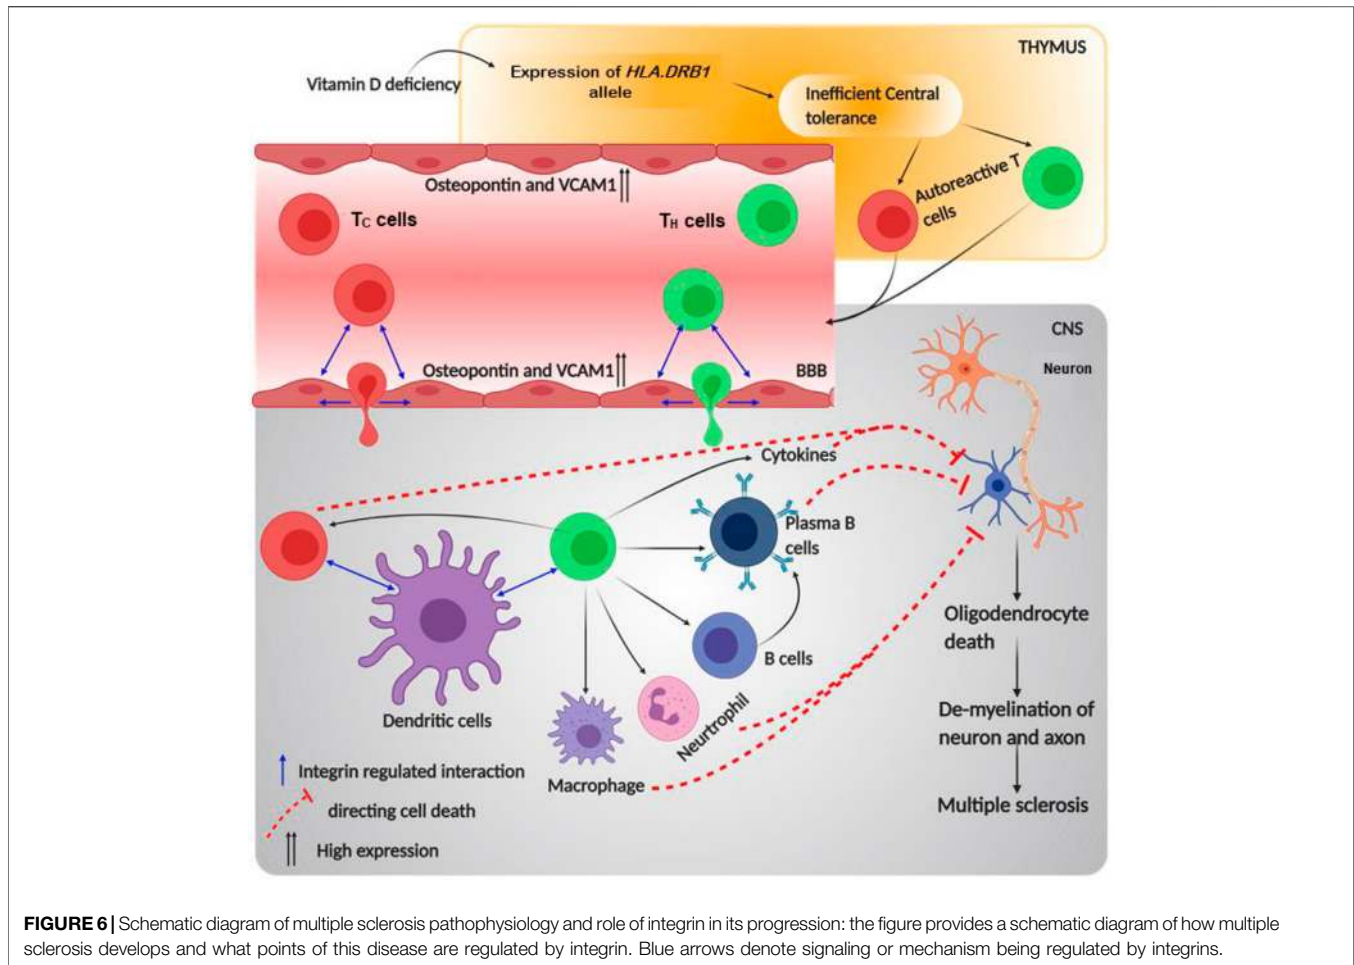 THYMUS
Vitamin D deficiency
Expression of HLA.DRB1
allele
Inefficient Central
tolerance
Autoreactive T
cells
Osteopontin and VCAM1
TC cells
TH cells
Osteopontin and VCAM1
BBB
CNS
Neuron
Cytokines
Plasma B
cells
B cells
Dendritic cells
Neurtrophil
Macrophage
Oligodendrocyte
death
De-myelination of
neuron and axon
Multiple sclerosis
Integrin regulated interaction
directing cell death
High expression
FIGURE 6 | Schematic diagram of multiple sclerosis pathophysiology and role of integrin in its progression: the figure provides a schematic diagram of how multiple
sclerosis develops and what points of this disease are regulated by integrin. Blue arrows denote signaling or mechanism being regulated by integrins.